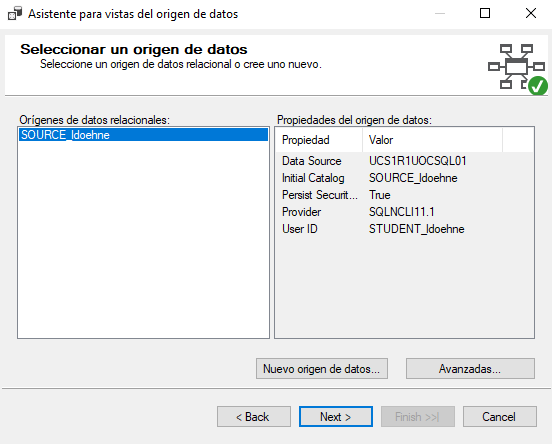 Asistente para vistas del origen de datos
Seleccionar un origen de datos
Seleccione un origen de datos relacional o cree uno nuevo.
Orígenes de datos relacionales:
SOURCE_ldoehne
Propiedades del origen de datos:
Propiedad Valor
Data Source UCS1R1UOCSQL01
Initial Catalog SOURCE_ldoehne
Persist Securit... True
Provider SQLNCLI11.1
User ID STUDENT_ldoehne
Nuevo origen de datos... Avanzadas...
< Back Next > Finish >>| Cancel